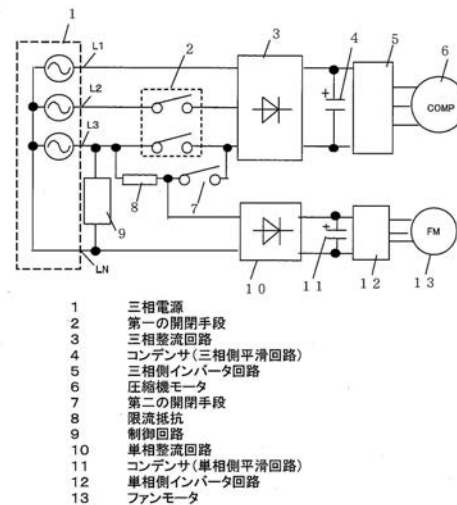 1
2
3
4
5
6
L1
L2
L3
COMP
+
7
8
9
LN
+
FM
10
11
12
13
1 三相電源
2 第一の開閉手段
3 三相整流回路
4 コンデンサ(三相側平滑回路)
5 三相側インバータ回路
6 圧縮機モータ
7 第二の開閉手段
8 限流抵抗
9 制御回路
10 単相整流回路
11 コンデンサ(単相側平滑回路)
12 単相側インバータ回路
13 ファンモータ